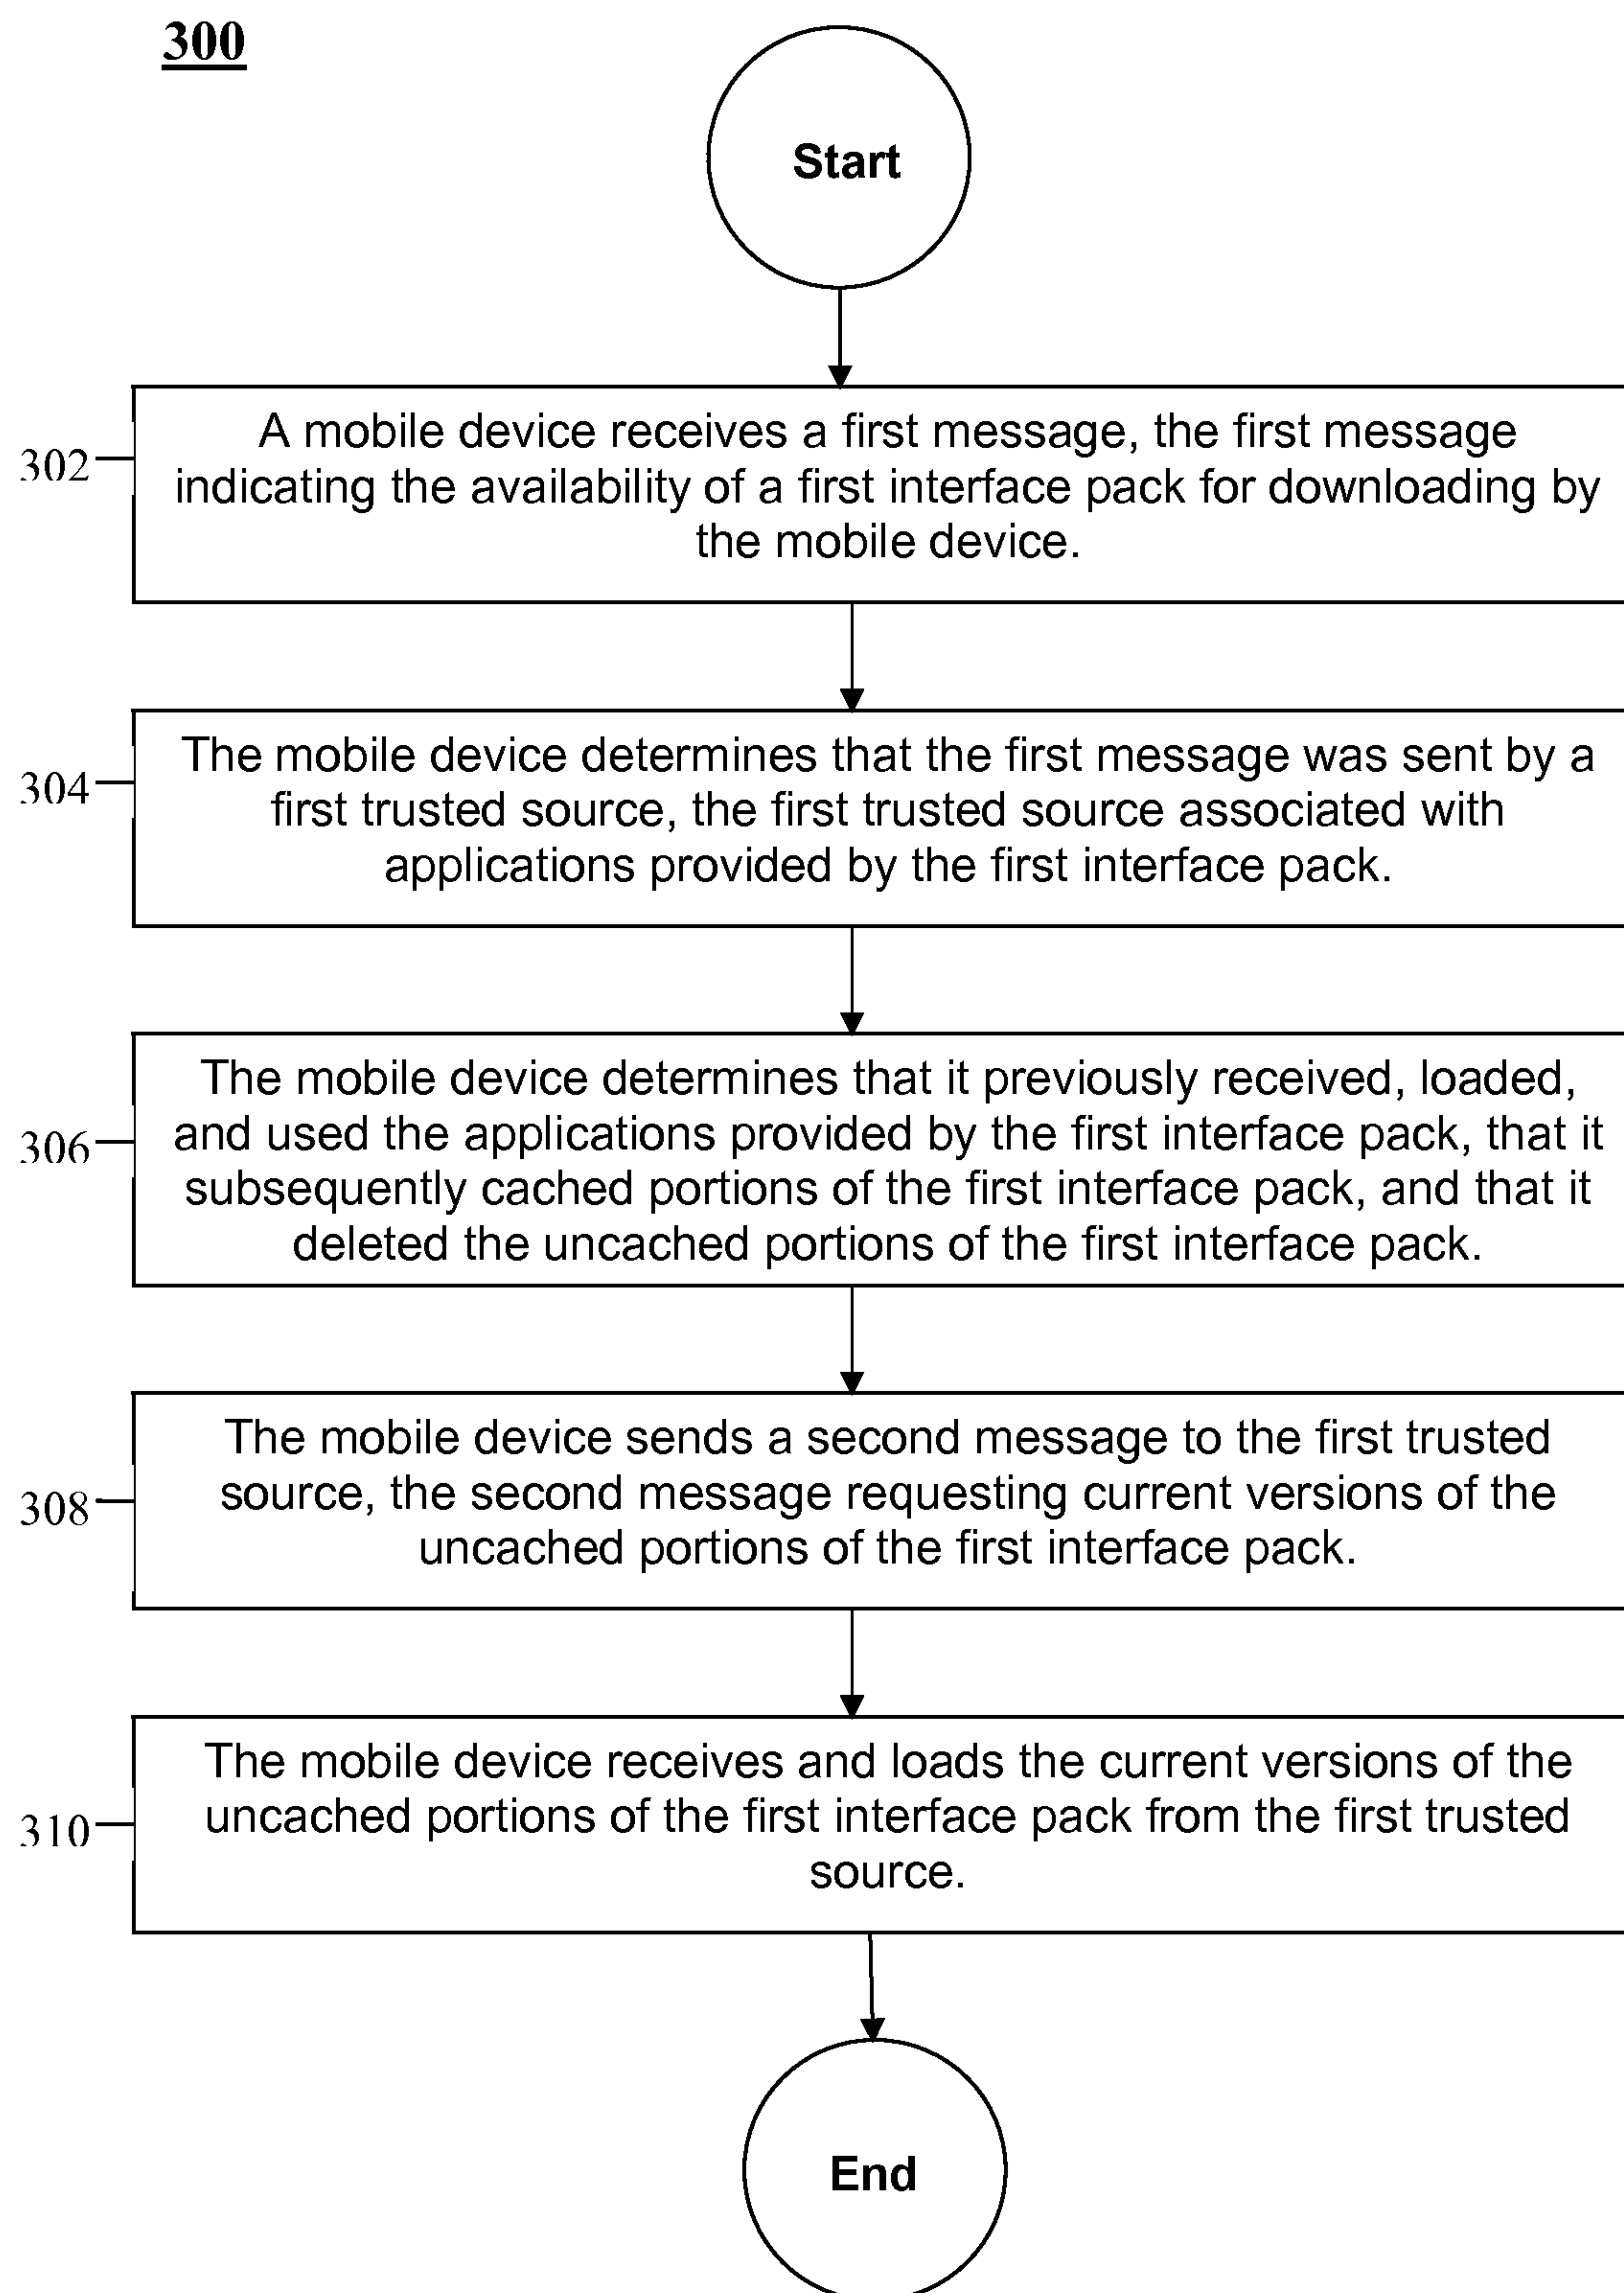 300
Start
302
A mobile device receives a first message, the first message
indicating the availability of a first interface pack for downloading by
the mobile device.
304
The mobile device determines that the first message was sent by a
first trusted source, the first trusted source associated with
applications provided by the first interface pack.
306
The mobile device determines that it previously received, loaded,
and used the applications provided by the first interface pack, that it
subsequently cached portions of the first interface pack, and that it
deleted the uncached portions of the first interface pack.
308
The mobile device sends a second message to the first trusted
source, the second message requesting current versions of the
uncached portions of the first interface pack.
310
The mobile device receives and loads the current versions of the
uncached portions of the first interface pack from the first trusted
source.
End